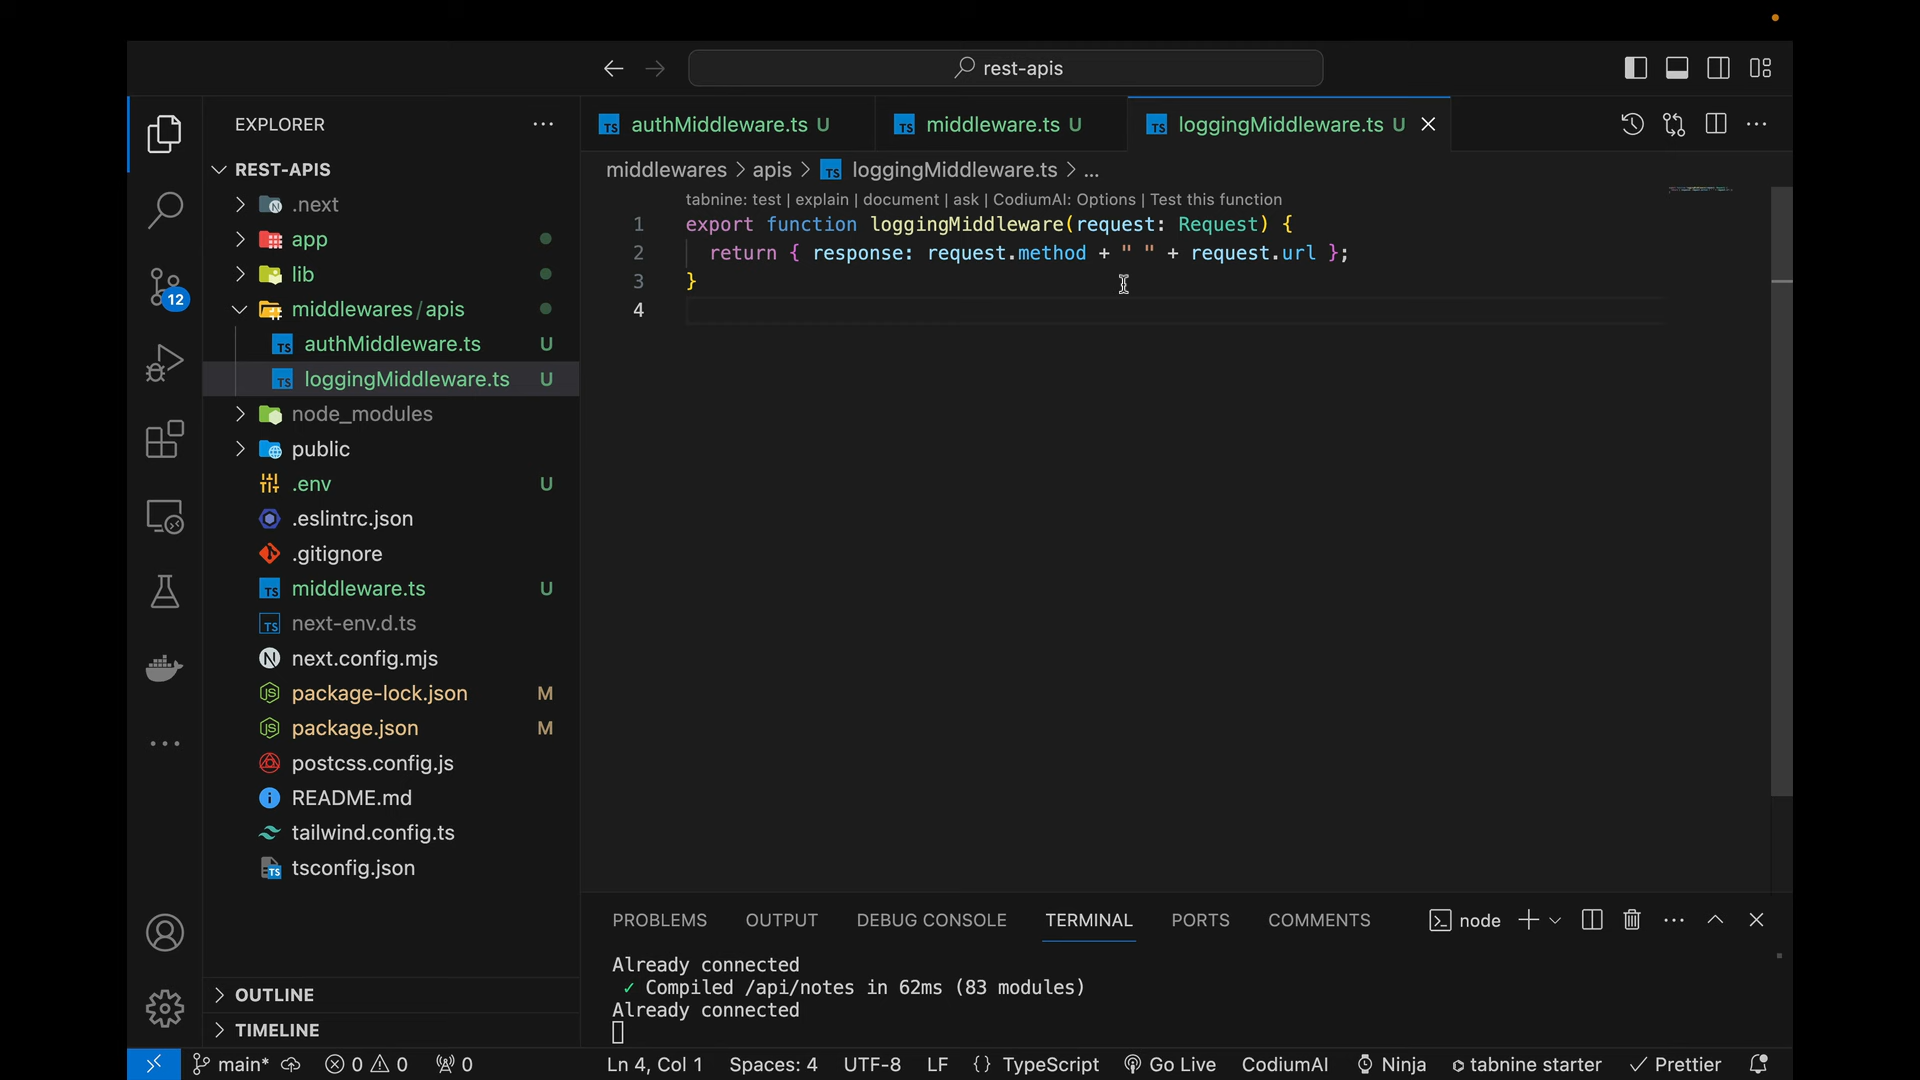 rest-apis
EXPLORER
REST-APIS
.next
app
lib
middlewares/apis
authMiddleware.ts U
loggingMiddleware.ts U
node_modules
public
.env U
.eslintrc.json
.gitignore
middleware.ts U
next-env.d.ts
next.config.mjs
package-lock.json M
package.json M
postcss.config.js
README.md
tailwind.config.ts
tsconfig.json
OUTLINE
TIMELINE
12
authMiddleware.ts U
middleware.ts U
loggingMiddleware.ts U
middlewares > apis > loggingMiddleware.ts > ...
tabnine: test | explain | document | ask | CodiumAI: Options | Test this function
1 export function loggingMiddleware(request: Request) {
2 return { response: request.method + " " + request.url };
3 }
4
PROBLEMS OUTPUT DEBUG CONSOLE TERMINAL PORTS COMMENTS node
Already connected
✓ Compiled /api/notes in 62ms (83 modules)
Already connected
main* 0 0 0 Ln 4, Col 1 Spaces: 4 UTF-8 LF {} TypeScript Go Live CodiumAI Ninja tabnine starter Prettier